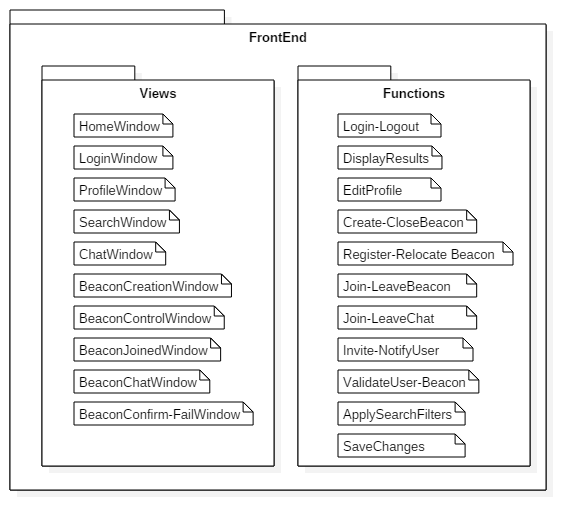 FrontEnd
Views
HomeWindow
LoginWindow
ProfileWindow
SearchWindow
ChatWindow
BeaconCreationWindow
BeaconControlWindow
BeaconJoinedWindow
BeaconChatWindow
BeaconConfirm-FailWindow
Functions
Login-Logout
DisplayResults
EditProfile
Create-CloseBeacon
Register-Relocate Beacon
Join-LeaveBeacon
Join-LeaveChat
Invite-NotifyUser
ValidateUser-Beacon
ApplySearchFilters
SaveChanges